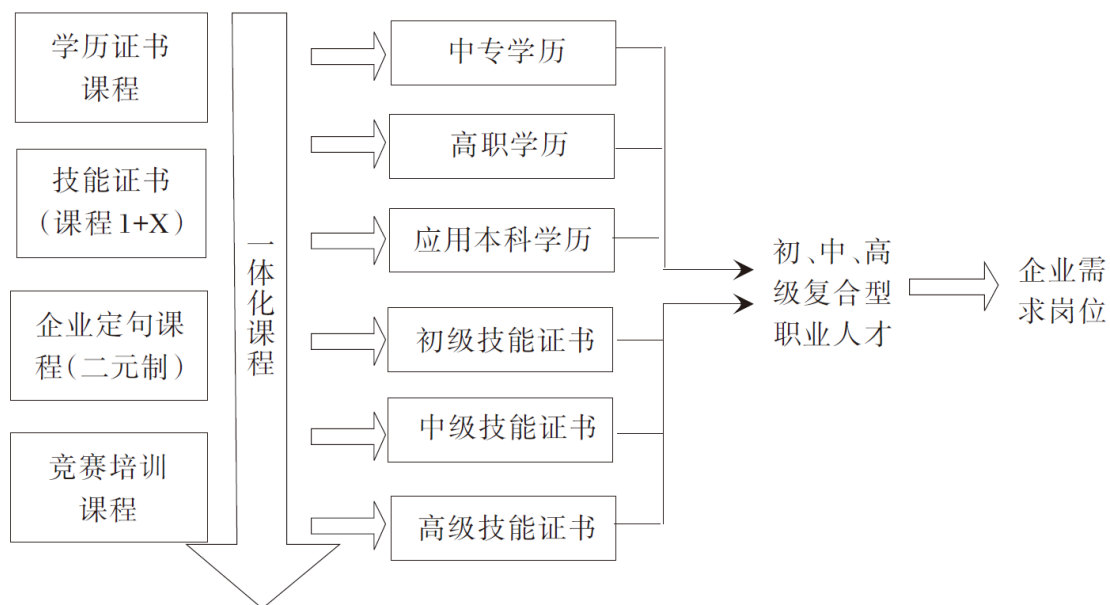 学历证书
课程
技能证书
（课程1+X）
企业定句课
程（二元制）
竞赛培训
课程
一体化课程
中专学历
高职学历
应用本科学历
初级技能证书
中级技能证书
高级技能证书
初、中、高
级复合型
职业人才
企业需
求岗位